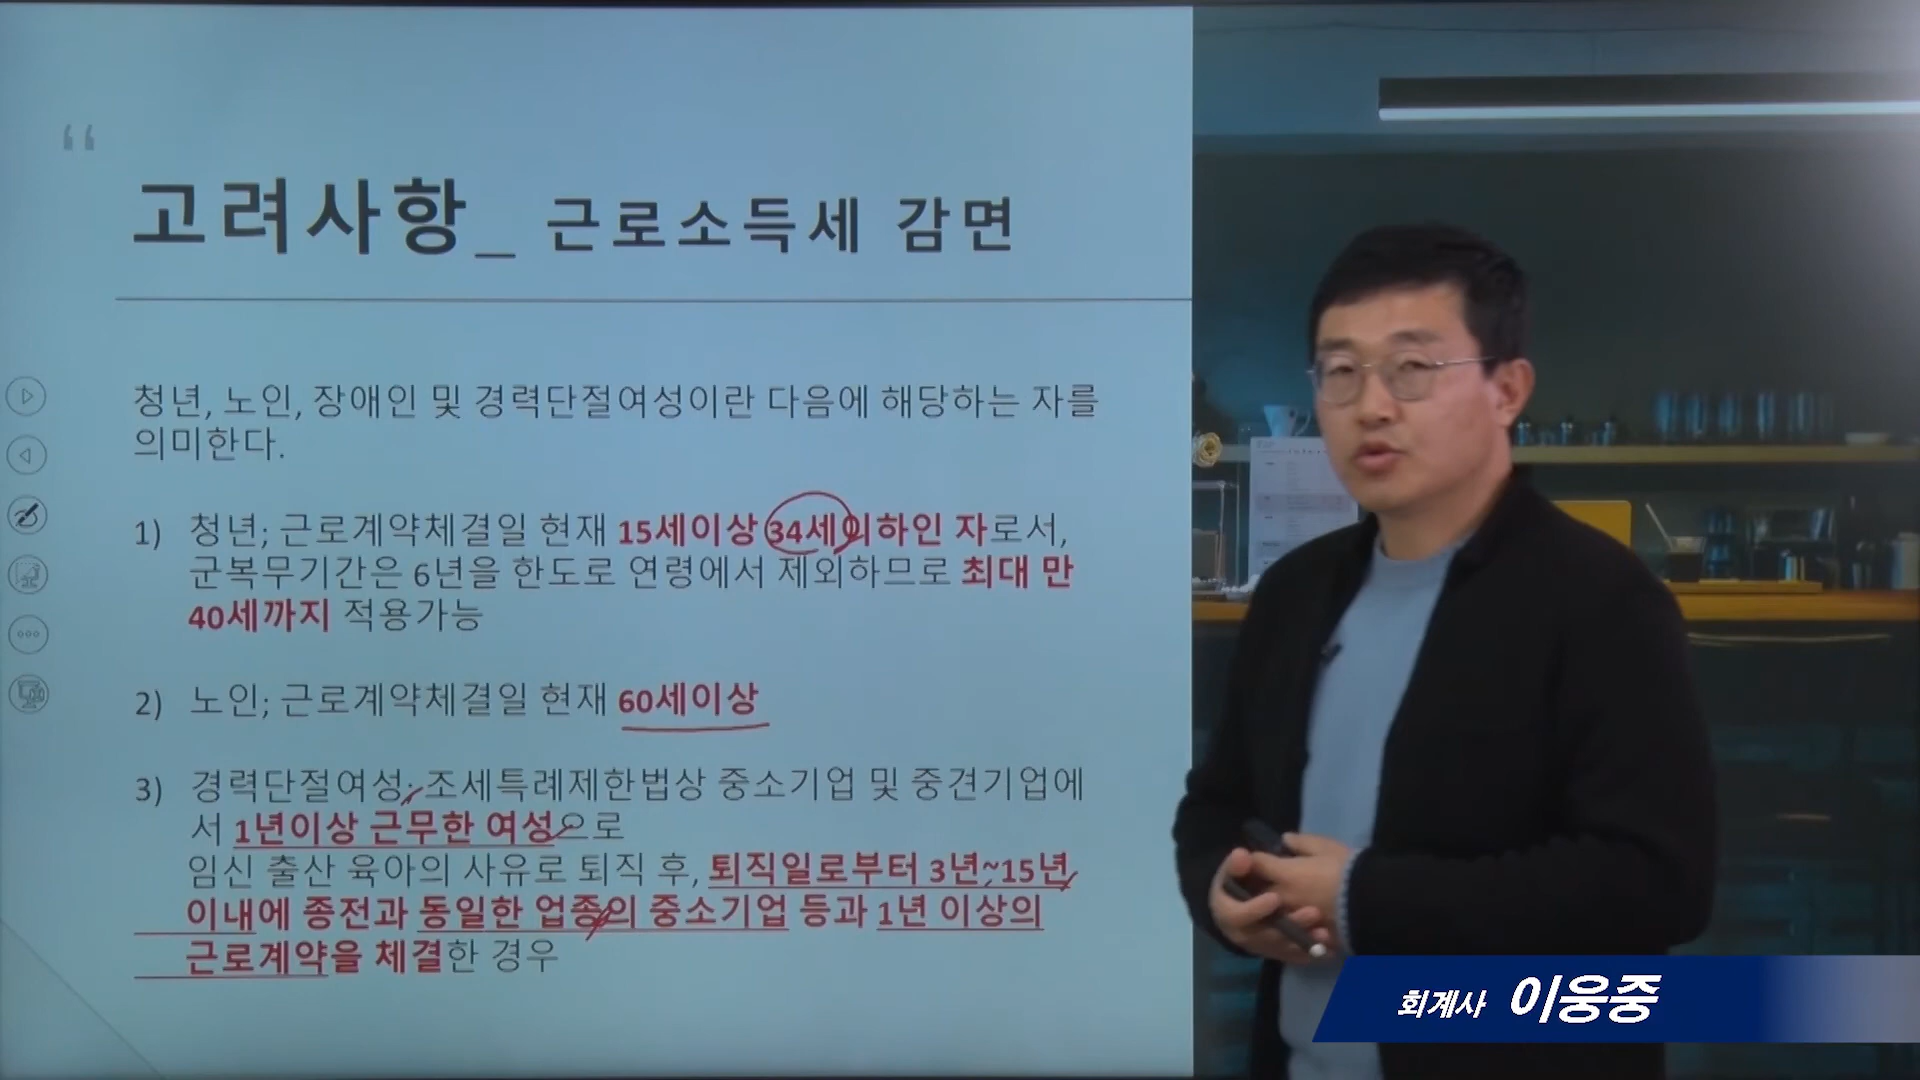 “
고려사항_ 근로소득세 감면
청년, 노인, 장애인 및 경력단절여성이란 다음에 해당하는 자를
의미한다.
1) 청년; 근로계약체결일 현재 15세이상 34세이하인 자로서,
군복무기간은 6년을 한도로 연령에서 제외하므로 최대 만
40세까지 적용가능
2) 노인; 근로계약체결일 현재 60세이상
3) 경력단절여성; 조세특례제한법상 중소기업 및 중견기업에
서 1년이상 근무한 여성으로
임신 출산 육아의 사유로 퇴직 후, 퇴직일로부터 3년~15년
이내에 종전과 동일한 업종의 중소기업 등과 1년 이상의
근로계약을 체결한 경우
회계사 이웅중